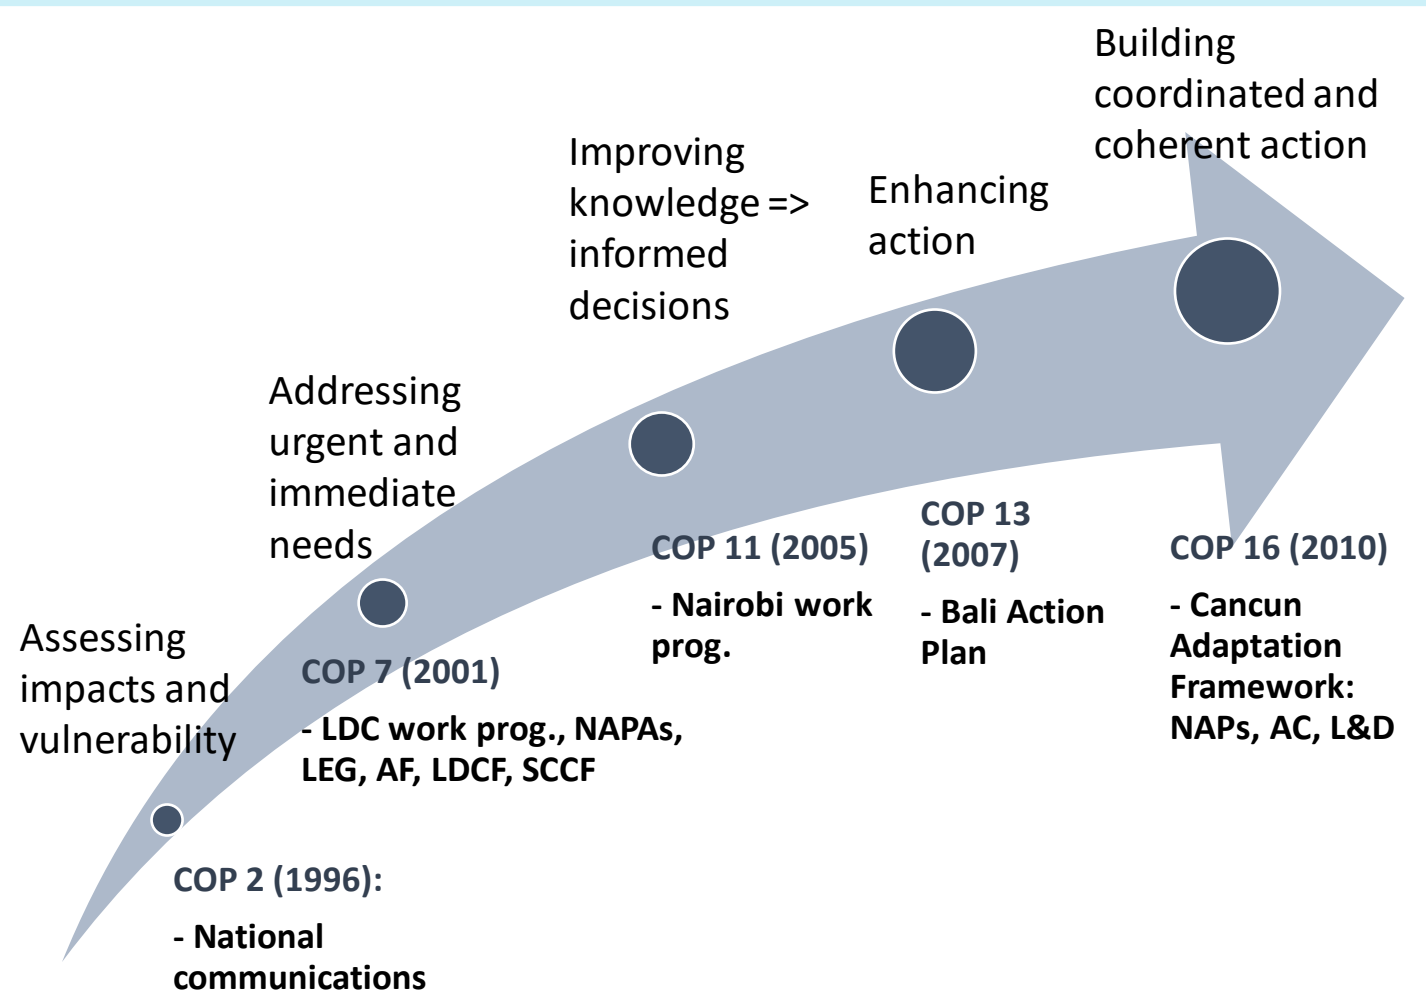 Assessing
impacts and
vulnerability
COP 2 (1996):
- National
communications
Addressing
urgent and
immediate
needs
COP 7 (2001)
- LDC work prog., NAPAs,
LEG, AF, LDCF, SCCF
Improving
knowledge =>
informed
decisions
COP 11 (2005)
- Nairobi work
prog.
Enhancing
action
COP 13
(2007)
- Bali Action
Plan
Building
coordinated and
coherent action
COP 16 (2010)
- Cancun
Adaptation
Framework:
NAPs, AC, L&D